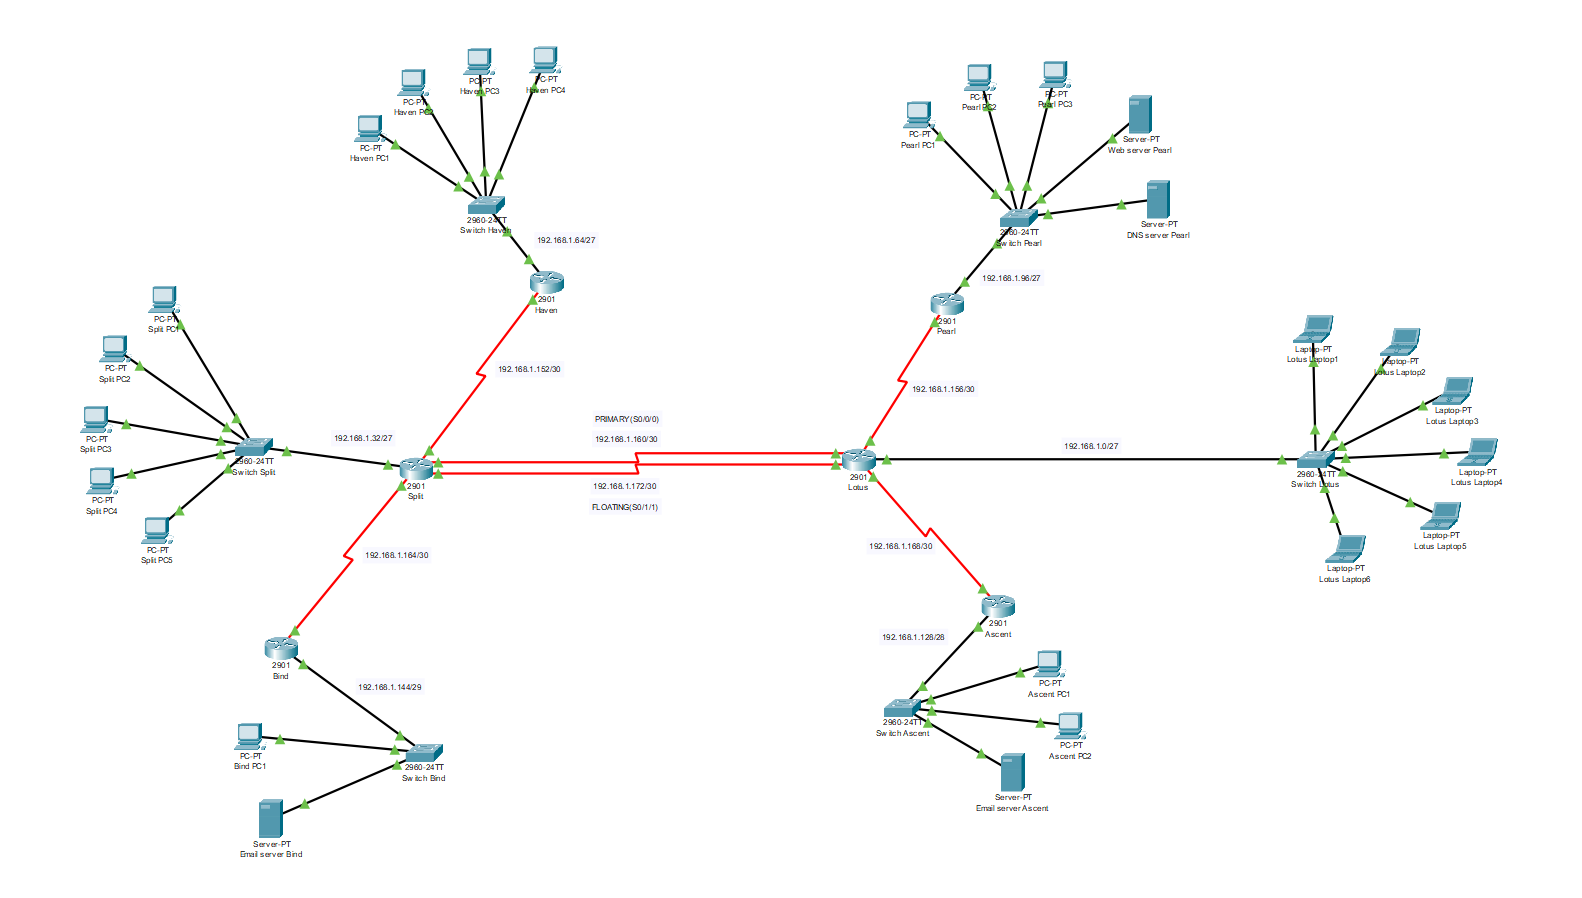 PC-PT
Haven PC1
PC-PT
Haven PC2
PC-PT
Haven PC3
PC-PT
Haven PC4
2960-24TT
Switch Haven
192.168.1.64/27
2901
Haven
192.168.1.152/30
PC-PT
Pearl PC1
PC-PT
Pearl PC2
PC-PT
Pearl PC3
Server-PT
Web server Pearl
Server-PT
DNS server Pearl
2960-24TT
Switch Pearl
192.168.1.96/27
2901
Pearl
192.168.1.156/30
PC-PT
Split PC1
PC-PT
Split PC2
PC-PT
Split PC3
PC-PT
Split PC4
PC-PT
Split PC5
2960-24TT
Switch Split
192.168.1.32/27
2901
Split
PRIMARY(S0/0/0)
192.168.1.160/30
192.168.1.172/30
FLOATING(S0/1/1)
2901
Lotus
192.168.1.0/27
2960-24TT
Switch Lotus
Laptop-PT
Lotus Laptop1
Laptop-PT
Lotus Laptop2
Laptop-PT
Lotus Laptop3
Laptop-PT
Lotus Laptop4
Laptop-PT
Lotus Laptop5
Laptop-PT
Lotus Laptop6
192.168.1.164/30
2901
Bind
192.168.1.144/29
PC-PT
Bind PC1
2960-24TT
Switch Bind
Server-PT
Email server Bind
192.168.1.168/30
2901
Ascent
192.168.1.128/28
2960-24TT
Switch Ascent
PC-PT
Ascent PC1
PC-PT
Ascent PC2
Server-PT
Email server Ascent